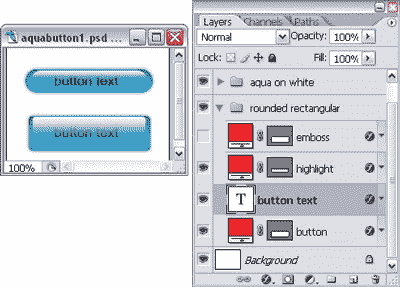 aquabutton1.psd ...
button text
button text
100%
Layers Channels Paths
Normal Opacity: 100%
Lock: Fill: 100%
aqua on white
rounded rectangular
emboss
highlight
T button text
button
Background